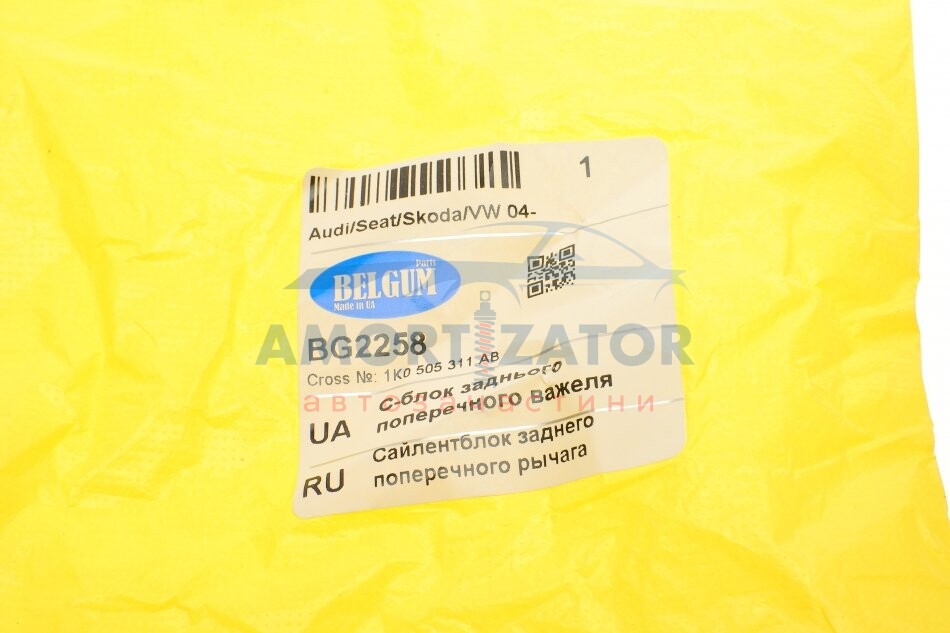 1
Audi/Seat/Skoda/VW 04-
Parts
BELGUM
Made in UA
BG2258
Cross №: 1K0 505 311 AB
UA С-блок заднього
поперечного важеля
RU Сайлентблок заднего
поперечного рычага
AMORTIZATOR
автозапчастини